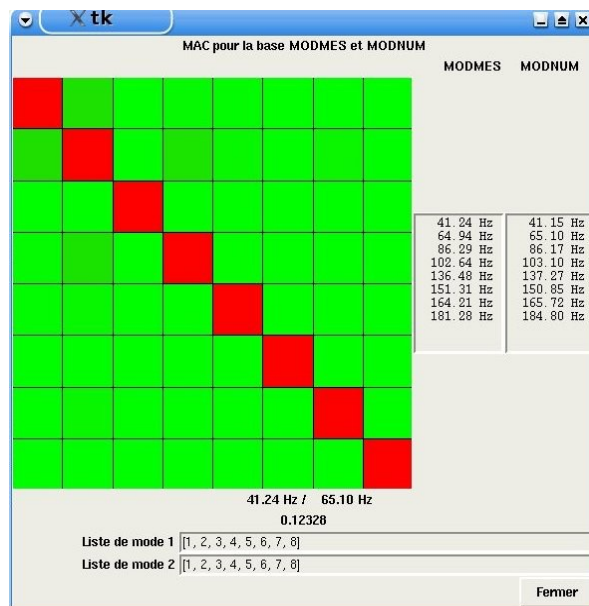 tk
MAC pour la base MODMES et MODNUM
MODMES MODNUM
41.24 Hz 41.15 Hz
64.94 Hz 65.10 Hz
86.29 Hz 86.17 Hz
102.64 Hz 103.10 Hz
136.48 Hz 137.27 Hz
151.31 Hz 150.85 Hz
164.21 Hz 165.72 Hz
181.28 Hz 184.80 Hz
41.24 Hz / 65.10 Hz
0.12328
Liste de mode 1 [1, 2, 3, 4, 5, 6, 7, 8]
Liste de mode 2 [1, 2, 3, 4, 5, 6, 7, 8]
Fermer